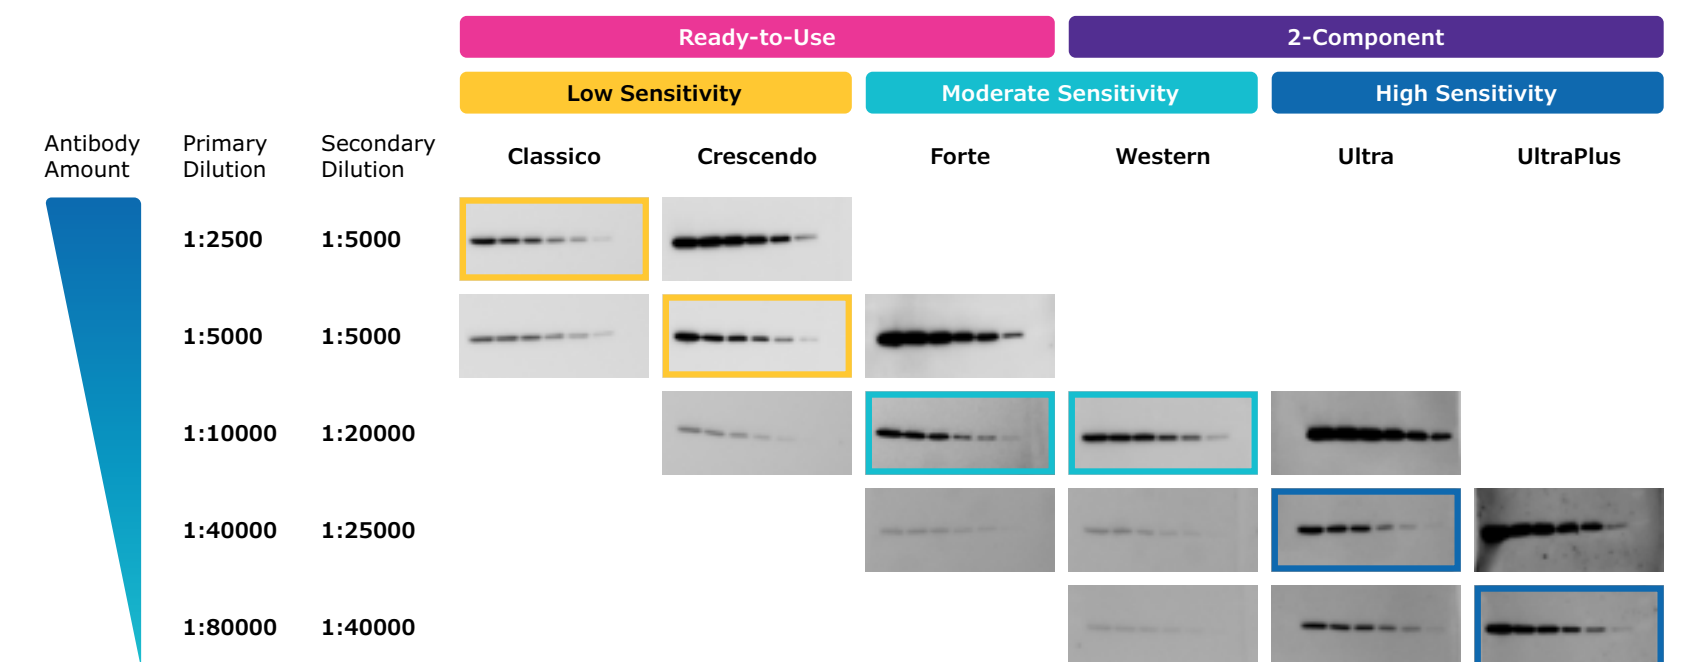 Ready-to-Use 2-Component
Low Sensitivity Moderate Sensitivity High Sensitivity
Antibody Amount Primary Dilution Secondary Dilution Classico Crescendo Forte Western Ultra UltraPlus
1:2500 1:5000
1:5000 1:5000
1:10000 1:20000
1:40000 1:25000
1:80000 1:40000